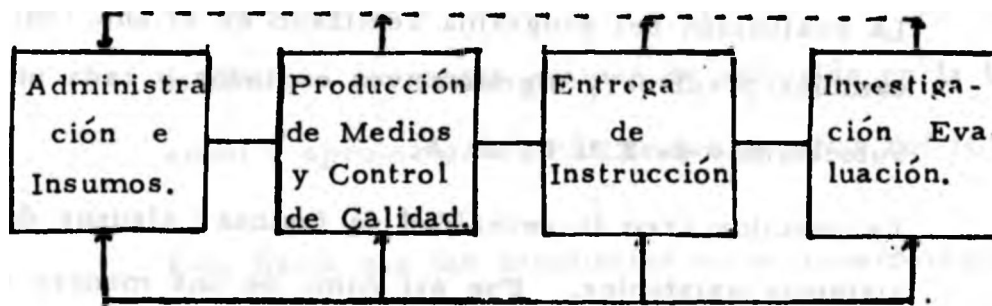 Administra
ción e
Insumos.
Producción
de Medios
y Control
de Calidad.
Entrega
de
Instrucción
Investiga-
ción Eva
luación.